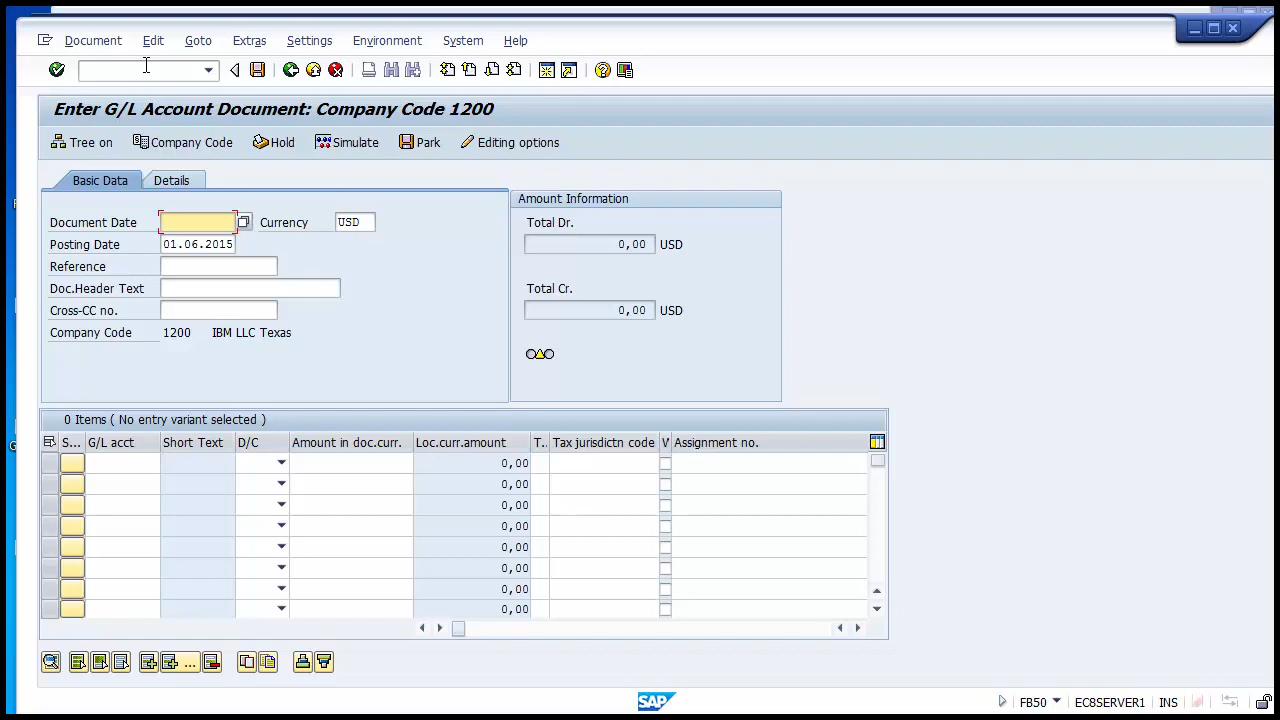 Document Edit Goto Extras Settings Environment System Help
Enter G/L Account Document: Company Code 1200
Tree on Company Code Hold Simulate Park Editing options
Basic Data Details
Amount Information
Document Date Currency USD Total Dr.
Posting Date 01.06.2015 0,00 USD
Reference
Doc.Header Text Total Cr.
Cross-CC no. 0,00 USD
Company Code 1200 IBM LLC Texas
0 Items ( No entry variant selected )
S... G/L acct Short Text D/C Amount in doc.curr. Loc.curr.amount T.. Tax jurisdictn code V Assignment no.
0,00
0,00
0,00
0,00
0,00
0,00
0,00
0,00
SAP FB50 EC8SERVER1 INS